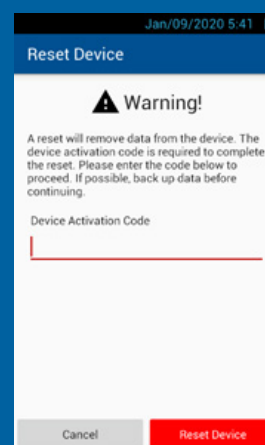 Jan/09/2020 5:41
Reset Device
Warning!
A reset will remove data from the device. The
device activation code is required to complete
the reset. Please enter the code below to
proceed. If possible, back up data before
continuing.
Device Activation Code
Cancel
Reset Device